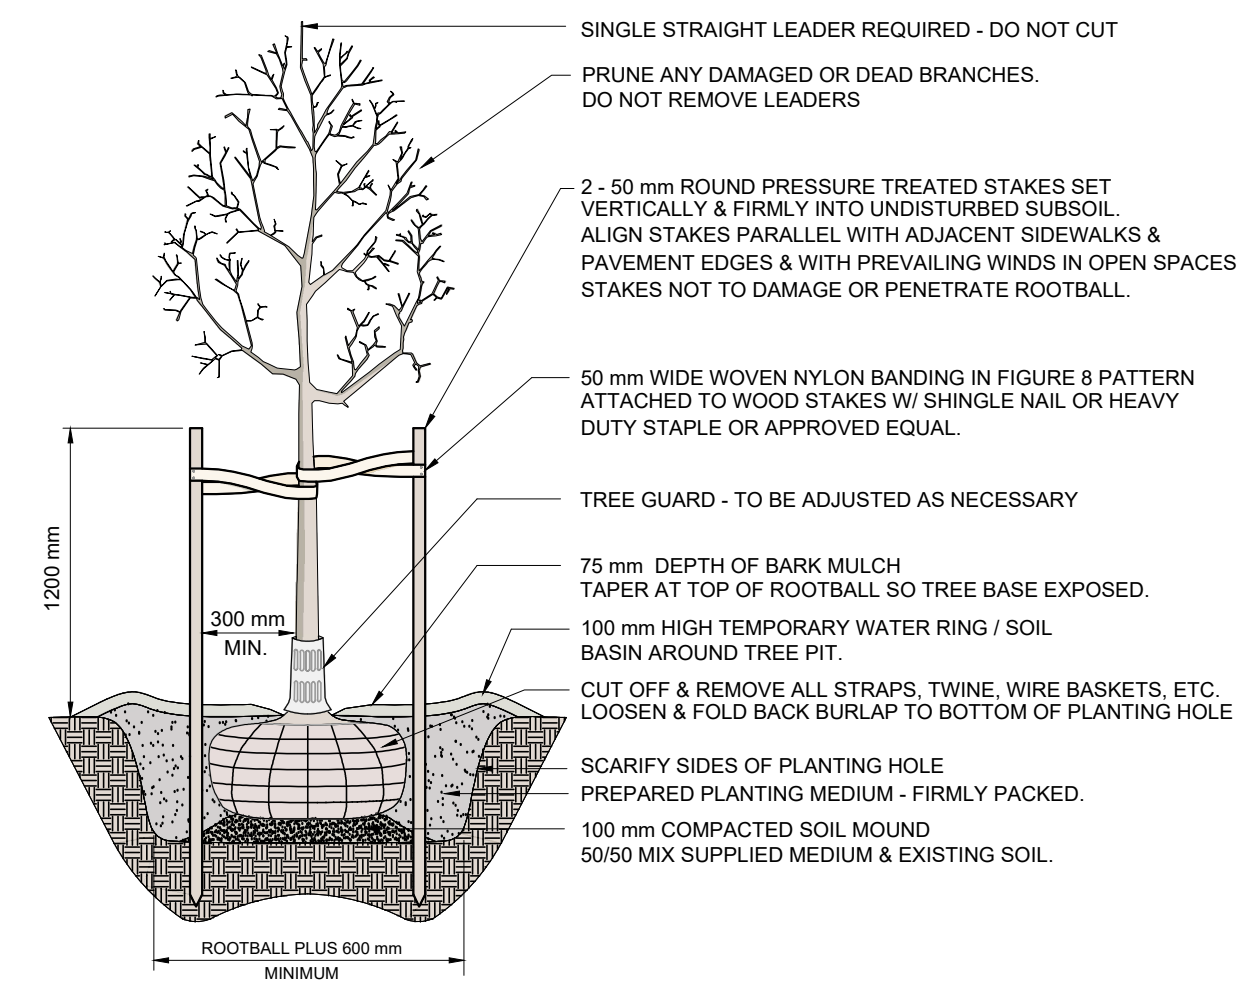 SINGLE STRAIGHT LEADER REQUIRED - DO NOT CUT
PRUNE ANY DAMAGED OR DEAD BRANCHES.
DO NOT REMOVE LEADERS
2 - 50 mm ROUND PRESSURE TREATED STAKES SET
VERTICALLY & FIRMLY INTO UNDISTURBED SUBSOIL.
ALIGN STAKES PARALLEL WITH ADJACENT SIDEWALKS &
PAVEMENT EDGES & WITH PREVAILING WINDS IN OPEN SPACES
STAKES NOT TO DAMAGE OR PENETRATE ROOTBALL.
50 mm WIDE WOVEN NYLON BANDING IN FIGURE 8 PATTERN
ATTACHED TO WOOD STAKES W/ SHINGLE NAIL OR HEAVY
DUTY STAPLE OR APPROVED EQUAL.
TREE GUARD - TO BE ADJUSTED AS NECESSARY
75 mm  DEPTH OF BARK MULCH
TAPER AT TOP OF ROOTBALL SO TREE BASE EXPOSED.
100 mm HIGH TEMPORARY WATER RING / SOIL
BASIN AROUND TREE PIT.
CUT OFF & REMOVE ALL STRAPS, TWINE, WIRE BASKETS, ETC.
LOOSEN & FOLD BACK BURLAP TO BOTTOM OF PLANTING HOLE
SCARIFY SIDES OF PLANTING HOLE
PREPARED PLANTING MEDIUM - FIRMLY PACKED.
100 mm COMPACTED SOIL MOUND
50/50 MIX SUPPLIED MEDIUM & EXISTING SOIL.
1200 mm
300 mm
MIN.
ROOTBALL PLUS 600 mm
MINIMUM